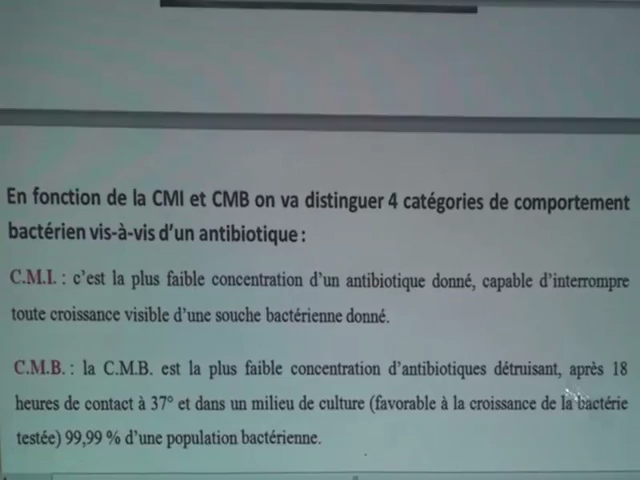 En fonction de la CMI et CMB on va distinguer 4 catégories de comportement
bactérien vis-à-vis d'un antibiotique :
C.M.I. : c'est la plus faible concentration d'un antibiotique donné, capable d'interrompre
toute croissance visible d'une souche bactérienne donné.
C.M.B. : la C.M.B. est la plus faible concentration d'antibiotiques détruisant, après 18
heures de contact à 37° et dans un milieu de culture (favorable à la croissance de la bactérie
testée) 99,99 % d'une population bactérienne.